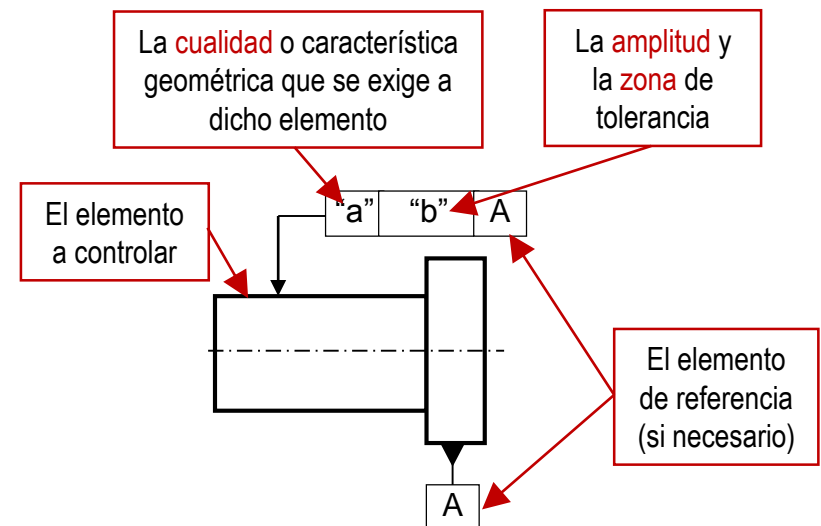 La cualidad o característica
geométrica que se exige a
dicho elemento
La amplitud y
la zona de
tolerancia
El elemento
a controlar
“a” “b” A
El elemento
de referencia
(si necesario)
A